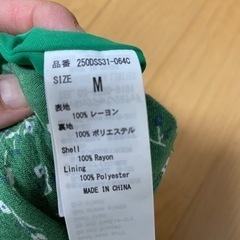 品番 250DSS31-064C
SIZE M
表地
100% レーヨン
裏地
100% ポリエステル
Shell
100% Rayon
Lining
100% Polyester
MADE IN CHINA